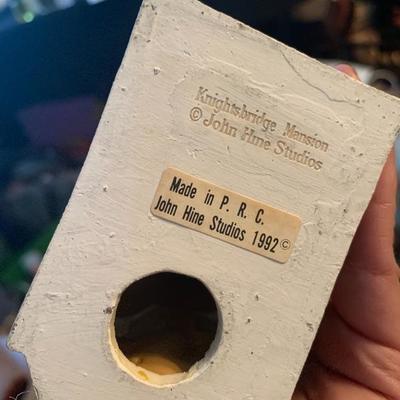 Knightsbridge Mansion
© John Hine Studios
Made in P. R. C.
John Hine Studios 1992©